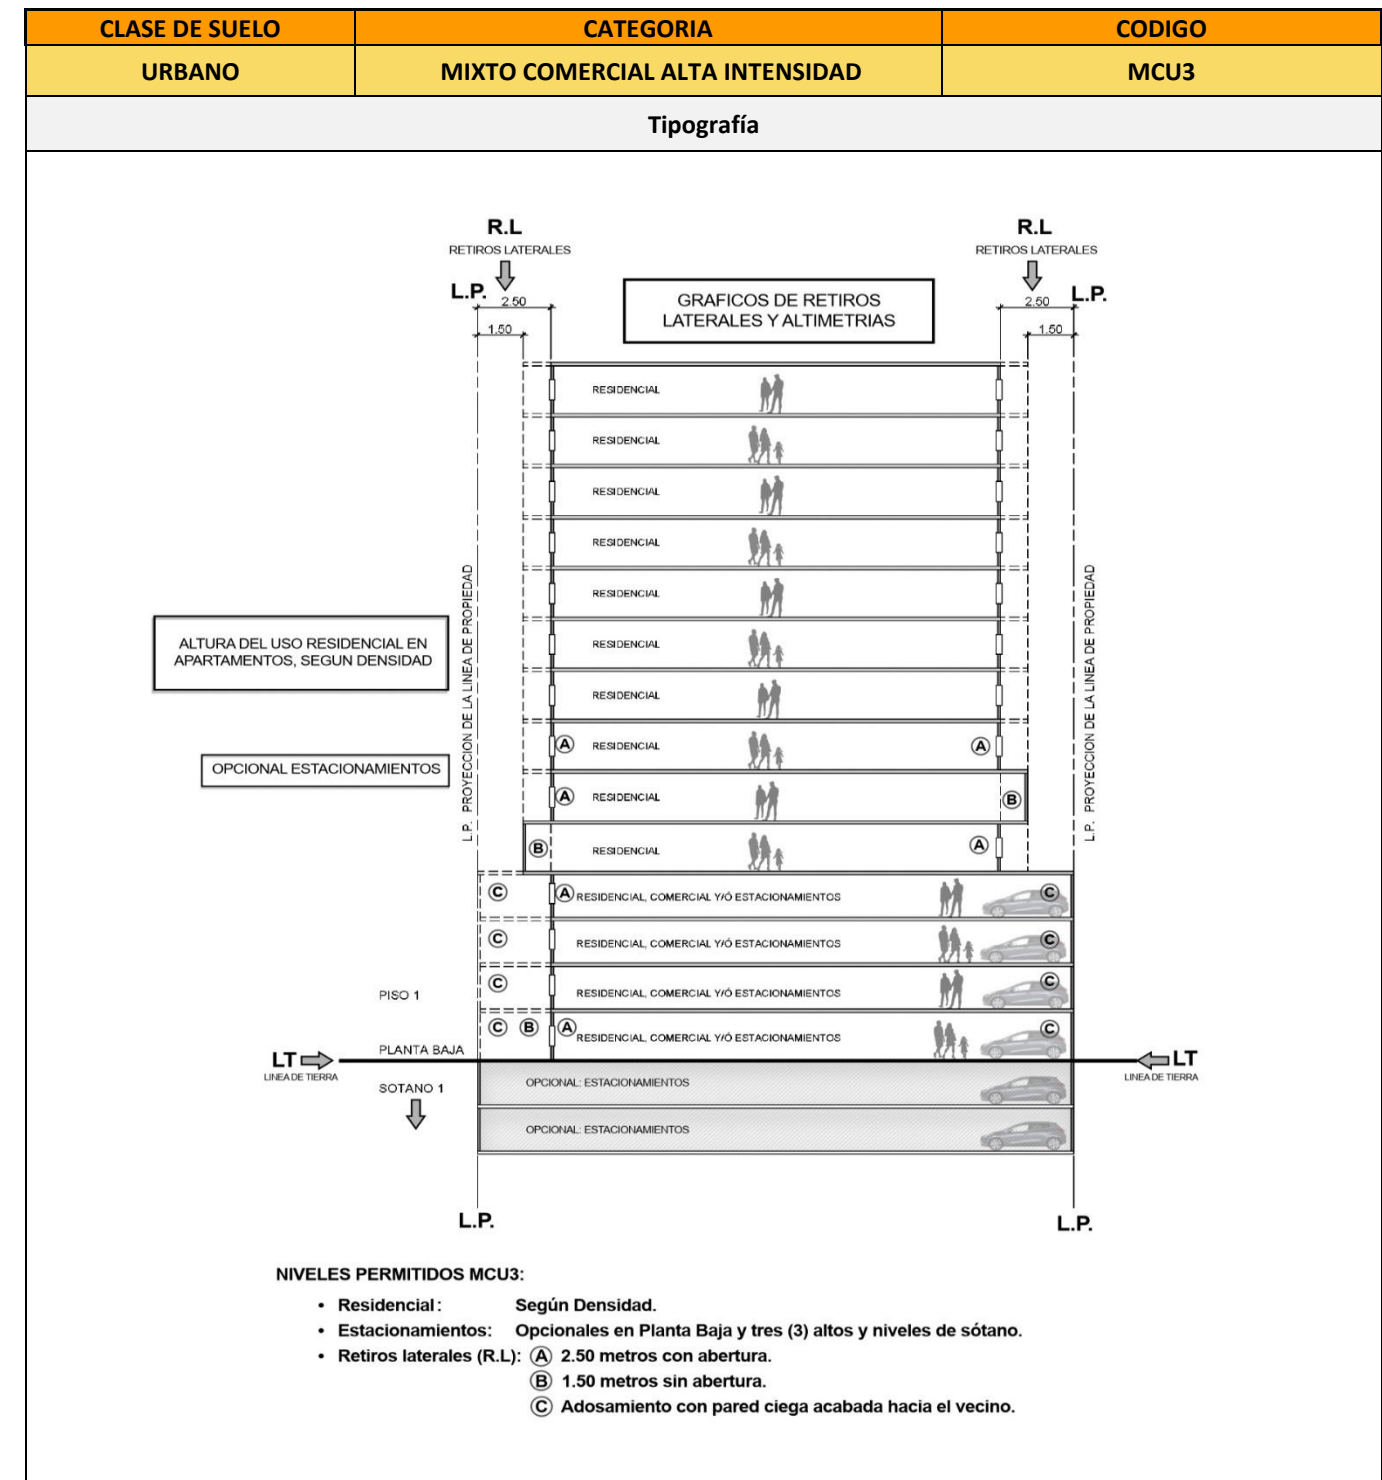 CLASE DE SUELO CATEGORIA CODIGO
URBANO MIXTO COMERCIAL ALTA INTENSIDAD MCU3
Tipografía
R.L R.L
RETIROS LATERALES RETIROS LATERALES
L.P. 2.50 GRAFICOS DE RETIROS 2.50 L.P.
LATERALES Y ALTIMETRIAS
1.50 1.50
RESIDENCIAL
RESIDENCIAL
RESIDENCIAL
RESIDENCIAL
RESIDENCIAL
L.P. PROYECCION DE LA LINEA DE PROPIEDAD
L.P. PROYECCION DE LA LINEA DE PROPIEDAD
ALTURA DEL USO RESIDENCIAL EN
APARTAMENTOS, SEGUN DENSIDAD
RESIDENCIAL
RESIDENCIAL
A RESIDENCIAL A
OPCIONAL ESTACIONAMIENTOS
A RESIDENCIAL B
B RESIDENCIAL A
C A RESIDENCIAL, COMERCIAL Y/Ó ESTACIONAMIENTOS C
C RESIDENCIAL, COMERCIAL Y/Ó ESTACIONAMIENTOS C
PISO 1 C RESIDENCIAL, COMERCIAL Y/Ó ESTACIONAMIENTOS C
C B A RESIDENCIAL, COMERCIAL Y/Ó ESTACIONAMIENTOS C
PLANTA BAJA
LT LT
LINEA DE TIERRA LINEA DE TIERRA
SOTANO 1 OPCIONAL: ESTACIONAMIENTOS
OPCIONAL: ESTACIONAMIENTOS
L.P. L.P.
NIVELES PERMITIDOS MCU3:
• Residencial: Según Densidad.
• Estacionamientos: Opcionales en Planta Baja y tres (3) altos y niveles de sótano.
• Retiros laterales (R.L): A 2.50 metros con abertura.
B 1.50 metros sin abertura.
C Adosamiento con pared ciega acabada hacia el vecino.